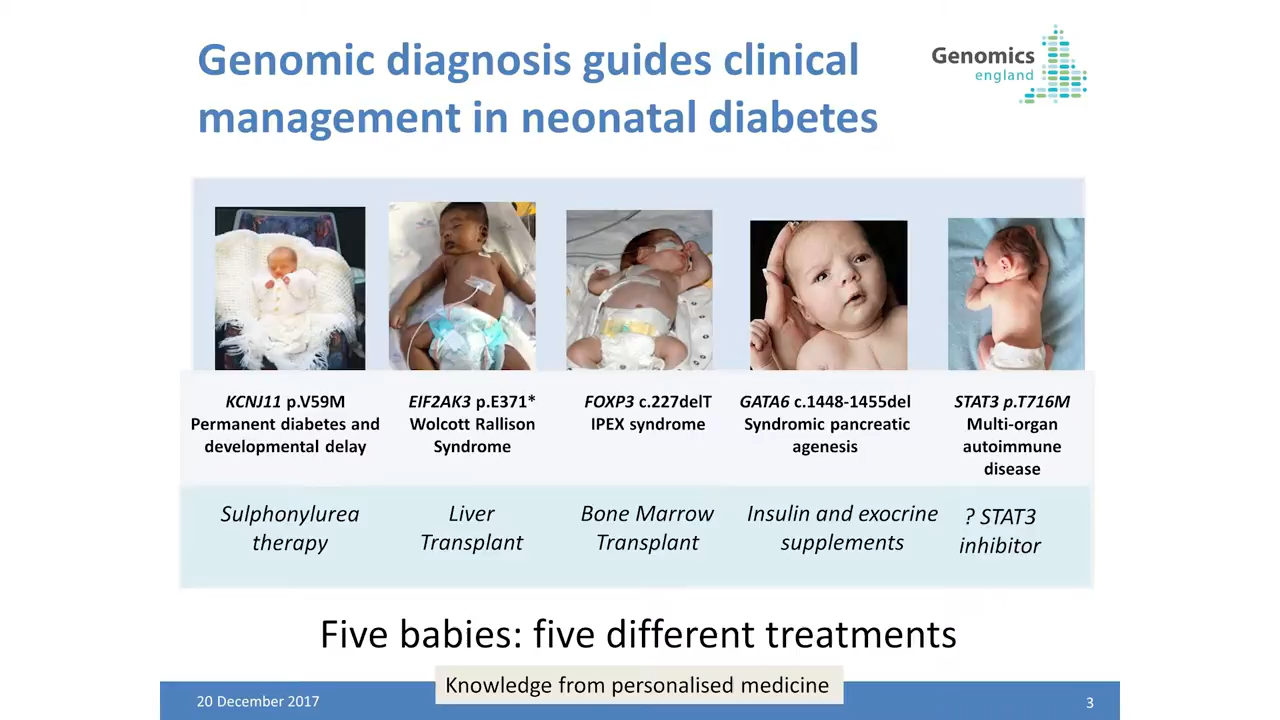 Genomic diagnosis guides clinical
management in neonatal diabetes
Genomics
england
KCNJ11 p.V59M
Permanent diabetes and
developmental delay
EIF2AK3 p.E371*
Wolcott Rallison
Syndrome
FOXP3 c.227delT
IPEX syndrome
GATA6 c.1448-1455del
Syndromic pancreatic
agenesis
STAT3 p.T716M
Multi-organ
autoimmune
disease
Sulphonylurea
therapy
Liver
Transplant
Bone Marrow
Transplant
Insulin and exocrine
supplements
? STAT3
inhibitor
Five babies: five different treatments
Knowledge from personalised medicine
20 December 2017
3